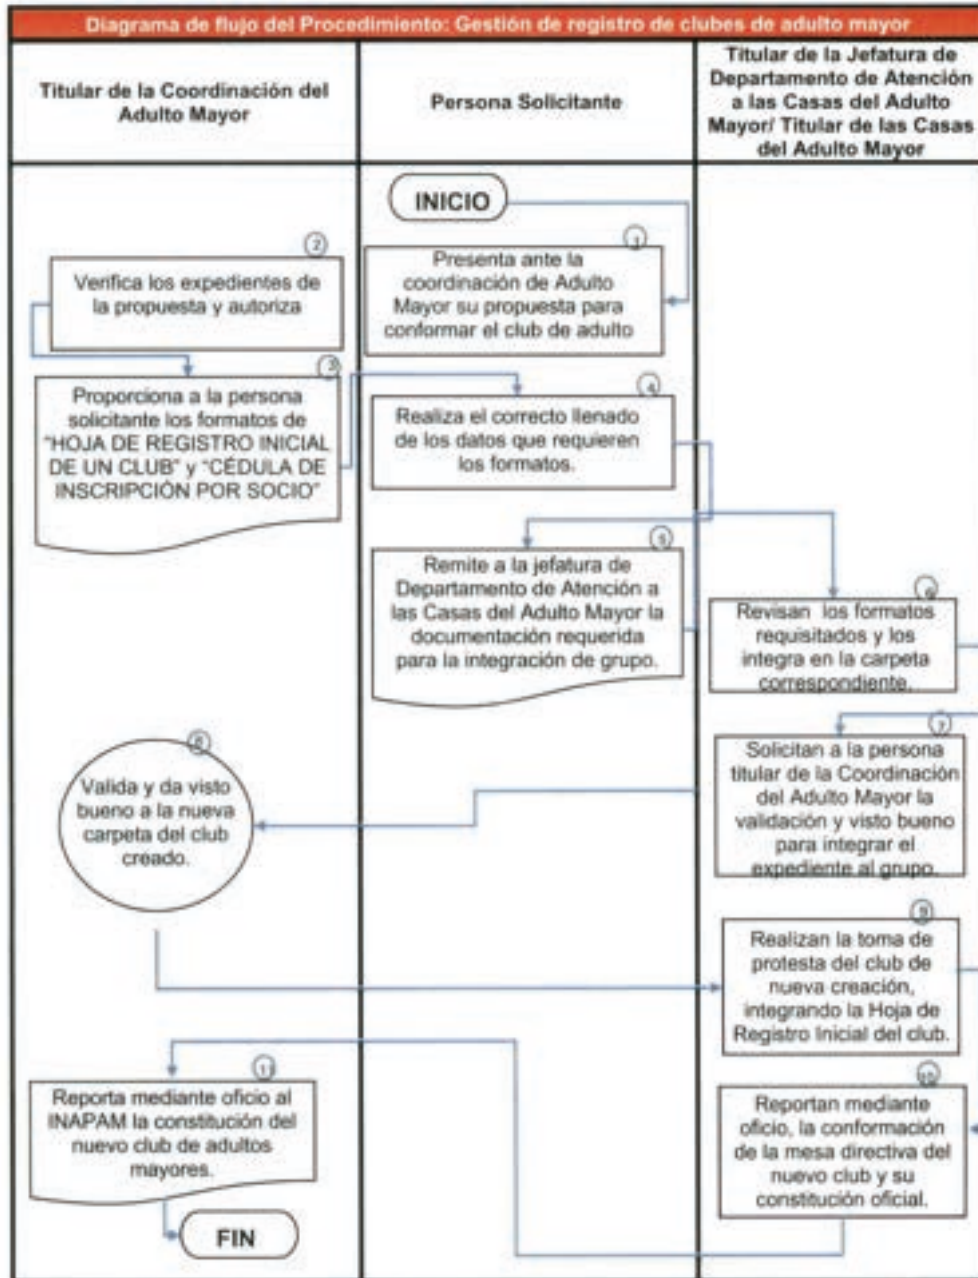 Diagrama de flujo del Procedimiento: Gestión de registro de clubes de adulto mayor
Titular de la Coordinación del
Adulto Mayor
Persona Solicitante
Titular de la Jefatura de
Departamento de Atención
a las Casas del Adulto
Mayor/ Titular de las Casas
del Adulto Mayor
INICIO
1
Presenta ante la
coordinación de Adulto
Mayor su propuesta para
conformar el club de adulto
2
Verifica los expedientes de
la propuesta y autoriza
3
Proporciona a la persona
solicitante los formatos de
"HOJA DE REGISTRO INICIAL
DE UN CLUB" y "CÉDULA DE
INSCRIPCIÓN POR SOCIO"
4
Realiza el correcto llenado
de los datos que requieren
los formatos.
5
Remite a la jefatura de
Departamento de Atención a
las Casas del Adulto Mayor la
documentación requerida
para la integración de grupo.
6
Revisan los formatos
requisitados y los
integra en la carpeta
correspondiente.
7
Solicitan a la persona
titular de la Coordinación
del Adulto Mayor la
validación y visto bueno
para integrar el
expediente al grupo.
Valida y da visto
bueno a la nueva
carpeta del club
creado.
9
Realizan la toma de
protesta del club de
nueva creación,
integrando la Hoja de
Registro Inicial del club.
10
Reportan mediante
oficio, la conformación
de la mesa directiva del
nuevo club y su
constitución oficial.
11
Reporta mediante oficio al
INAPAM la constitución del
nuevo club de adultos
mayores.
FIN